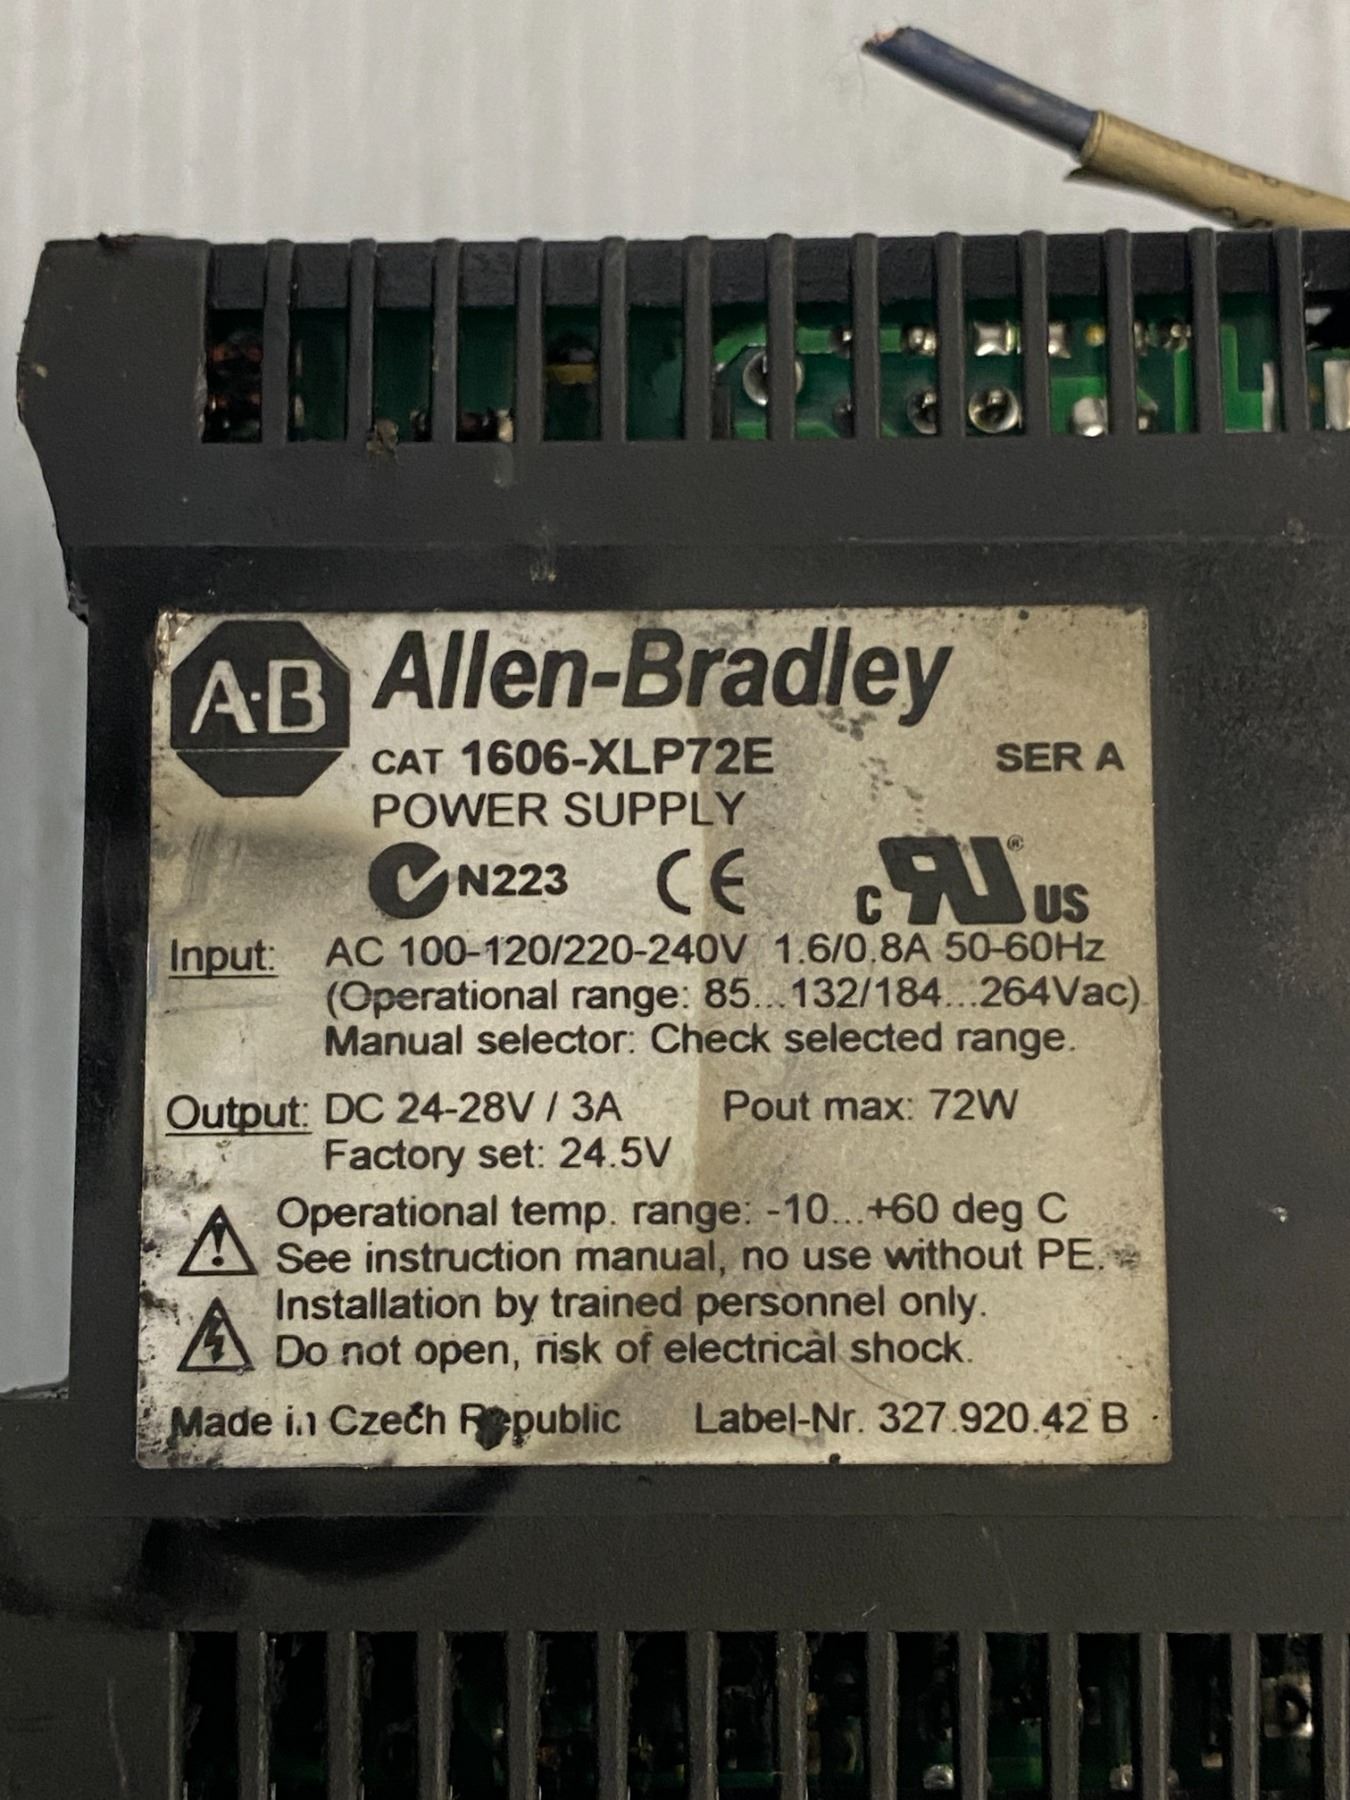 A·B Allen-Bradley
CAT 1606-XLP72E SER A
POWER SUPPLY
N223 CE C RU ® US
Input: AC 100-120/220-240V 1.6/0.8A 50-60Hz
(Operational range: 85...132/184...264Vac)
Manual selector: Check selected range.
Output: DC 24-28V / 3A Pout max: 72W
Factory set: 24.5V
Operational temp. range: -10...+60 deg C
See instruction manual, no use without PE.
Installation by trained personnel only.
Do not open, risk of electrical shock.
Made in Czech Republic Label-Nr. 327.920.42 B